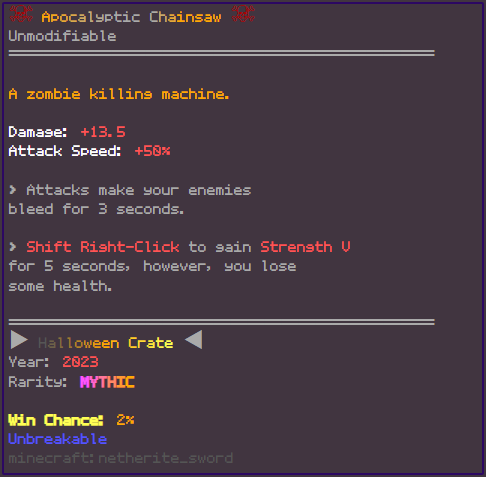 Apocalyptic Chainsaw
Unmodifiable
A zombie killing machine.
Damage: +13.5
Attack Speed: +50%
> Attacks make your enemies
bleed for 3 seconds.
> Shift Right-Click to gain Strength V
for 5 seconds, however, you lose
some health.
▶ Halloween Crate ◀
Year: 2023
Rarity: MYTHIC
Win Chance: 2%
Unbreakable
minecraft:netherite_sword